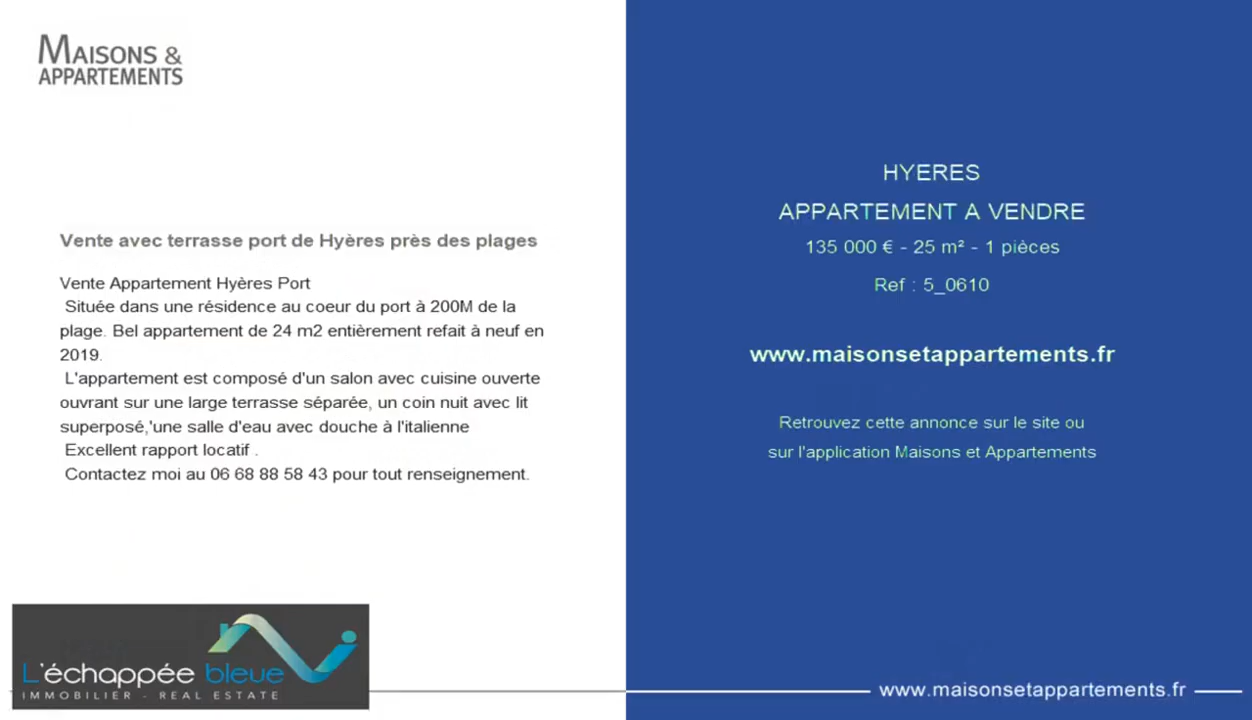 MAISONS &
APPARTEMENTS
Vente avec terrasse port de Hyères près des plages
Vente Appartement Hyères Port
Située dans une résidence au coeur du port à 200M de la
plage. Bel appartement de 24 m2 entièrement refait à neuf en
2019.
L'appartement est composé d'un salon avec cuisine ouverte
ouvrant sur une large terrasse séparée, un coin nuit avec lit
superposé,'une salle d'eau avec douche à l'italienne
Excellent rapport locatif .
Contactez moi au 06 68 88 58 43 pour tout renseignement.
L'échappée bleue
IMMOBILIER - REAL ESTATE
HYERES
APPARTEMENT A VENDRE
135 000 € - 25 m² - 1 pièces
Ref : 5_0610
www.maisonsetappartements.fr
Retrouvez cette annonce sur le site ou
sur l'application Maisons et Appartements
www.maisonsetappartements.fr